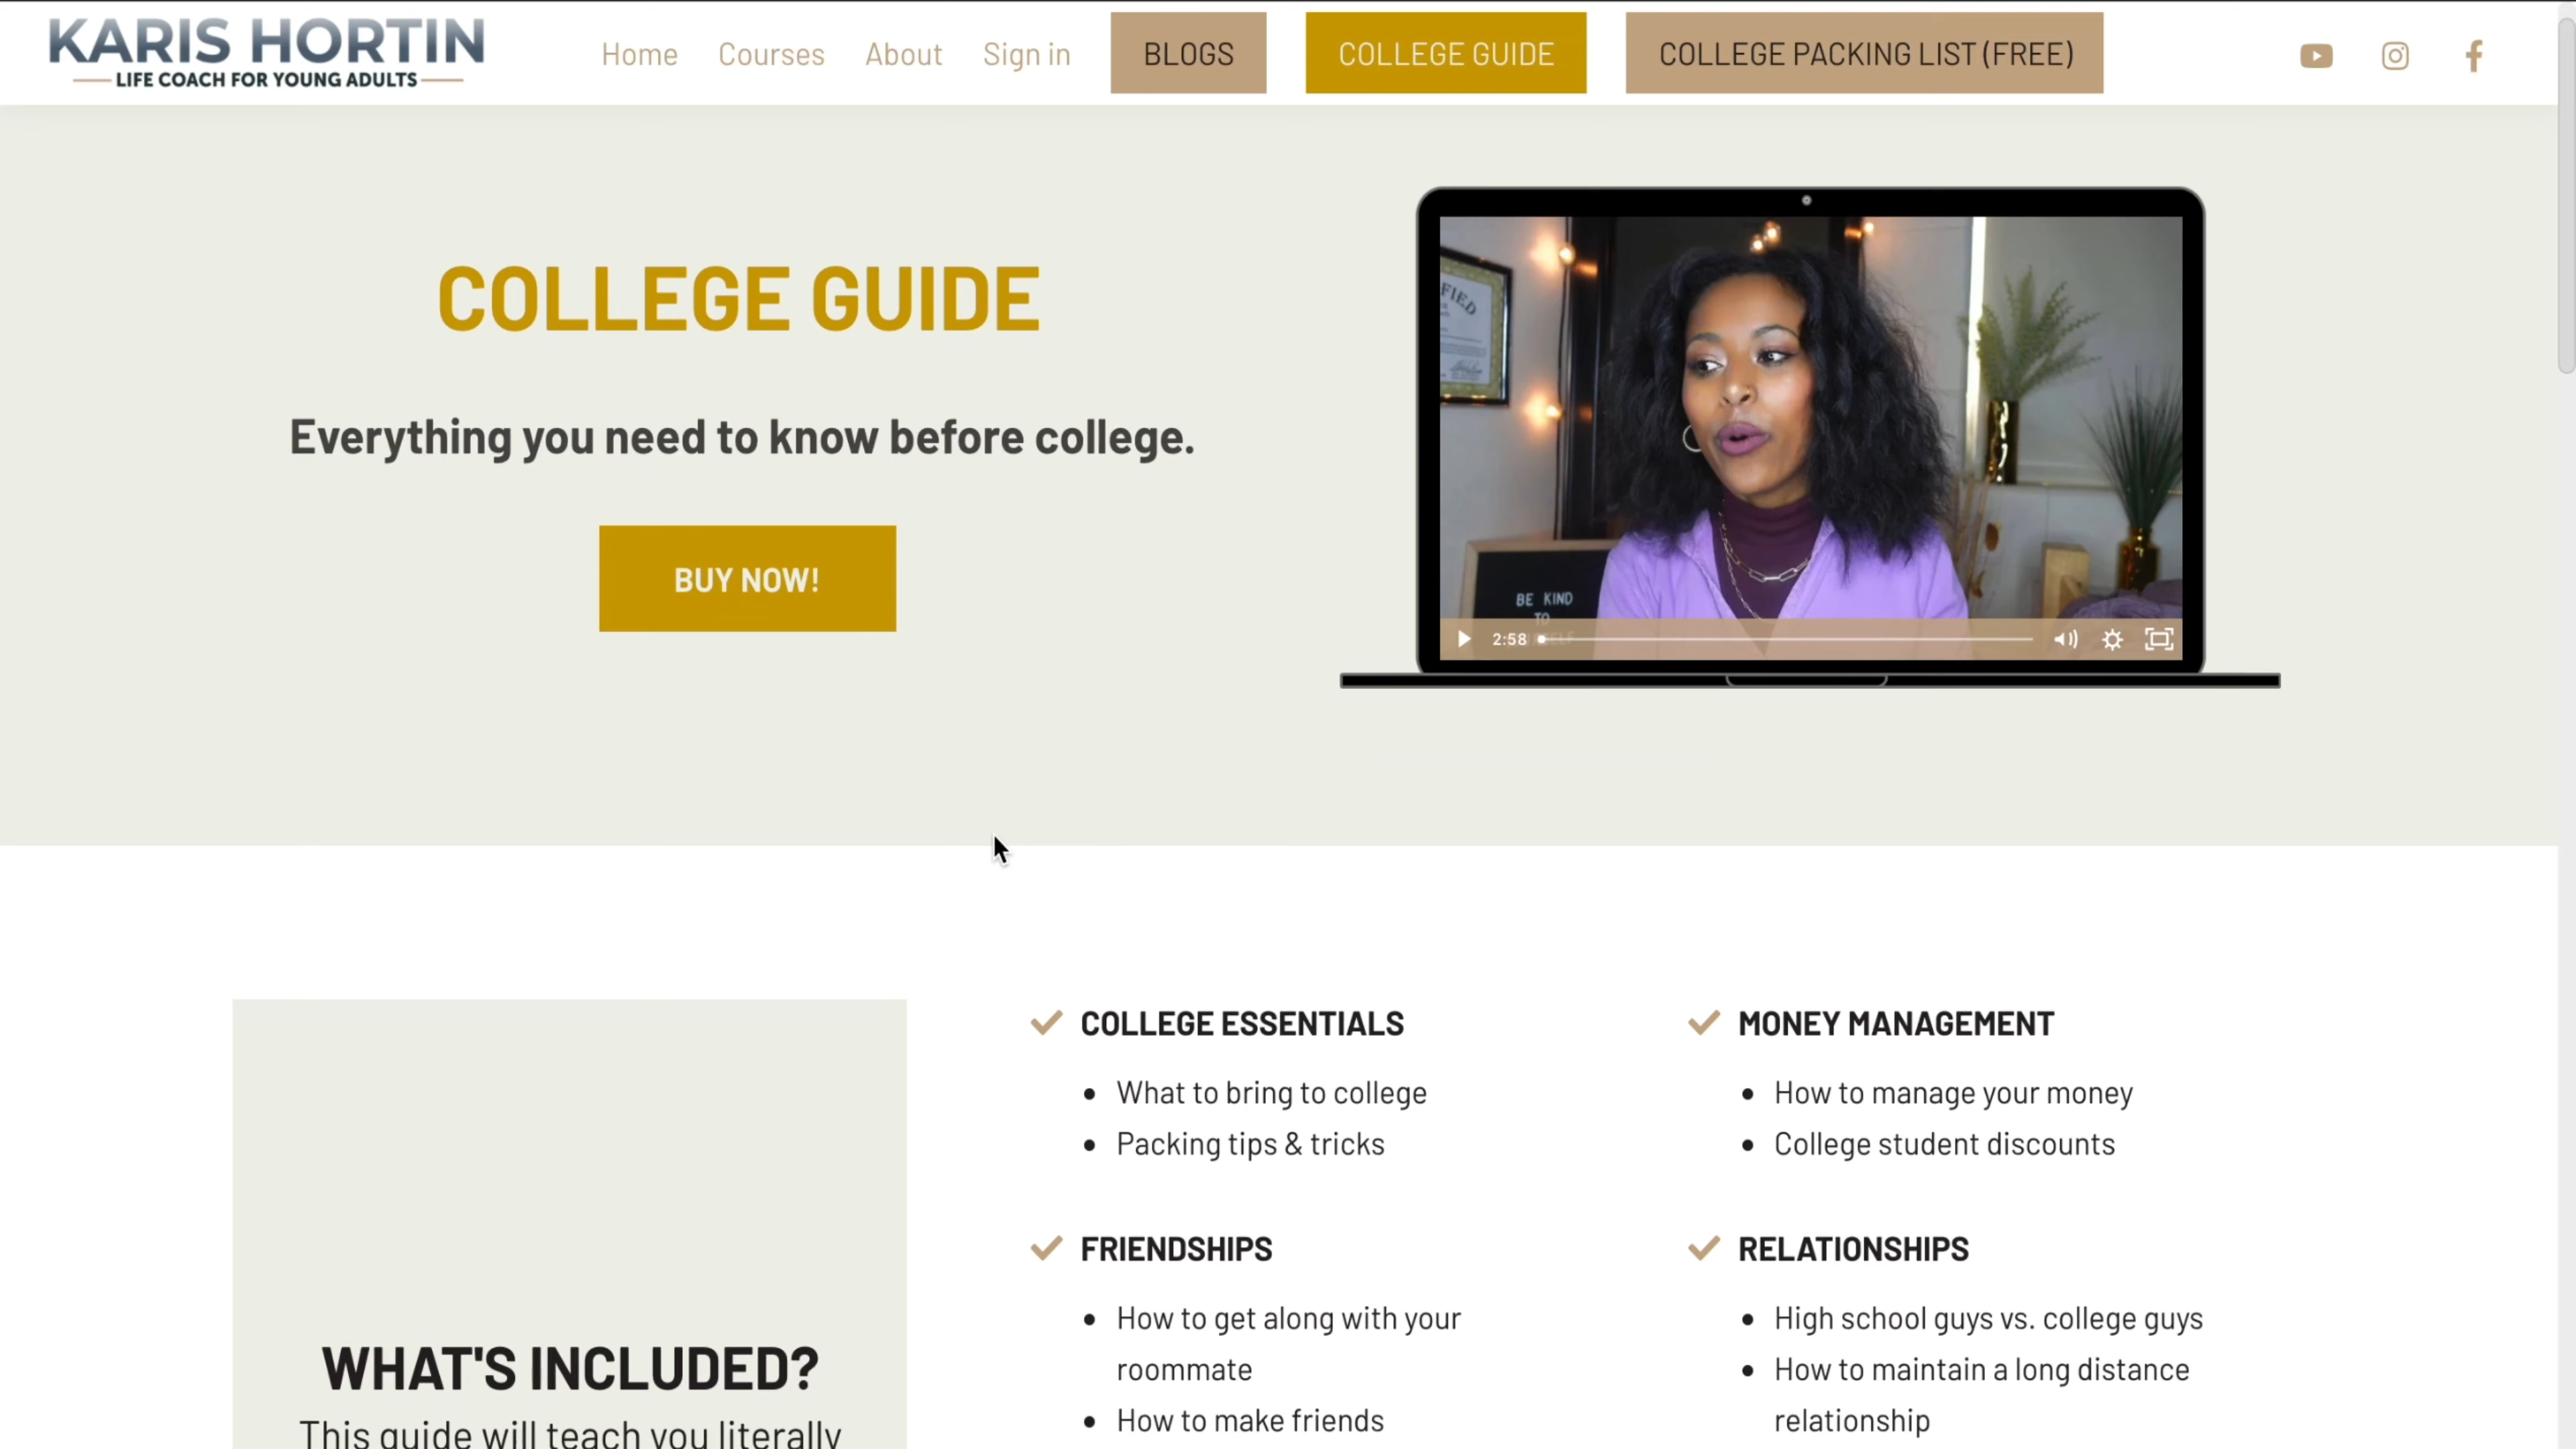 KARIS HORTIN
LIFE COACH FOR YOUNG ADULTS
Home
Courses
About
Sign in
BLOGS
COLLEGE GUIDE
COLLEGE PACKING LIST (FREE)
COLLEGE GUIDE
Everything you need to know before college.
BUY NOW!
FIED
BE KIND
TO
2:58
WHAT'S INCLUDED?
This guide will teach you literally
COLLEGE ESSENTIALS
• What to bring to college
• Packing tips & tricks
MONEY MANAGEMENT
• How to manage your money
• College student discounts
FRIENDSHIPS
• How to get along with your
roommate
• How to make friends
RELATIONSHIPS
• High school guys vs. college guys
• How to maintain a long distance
relationship